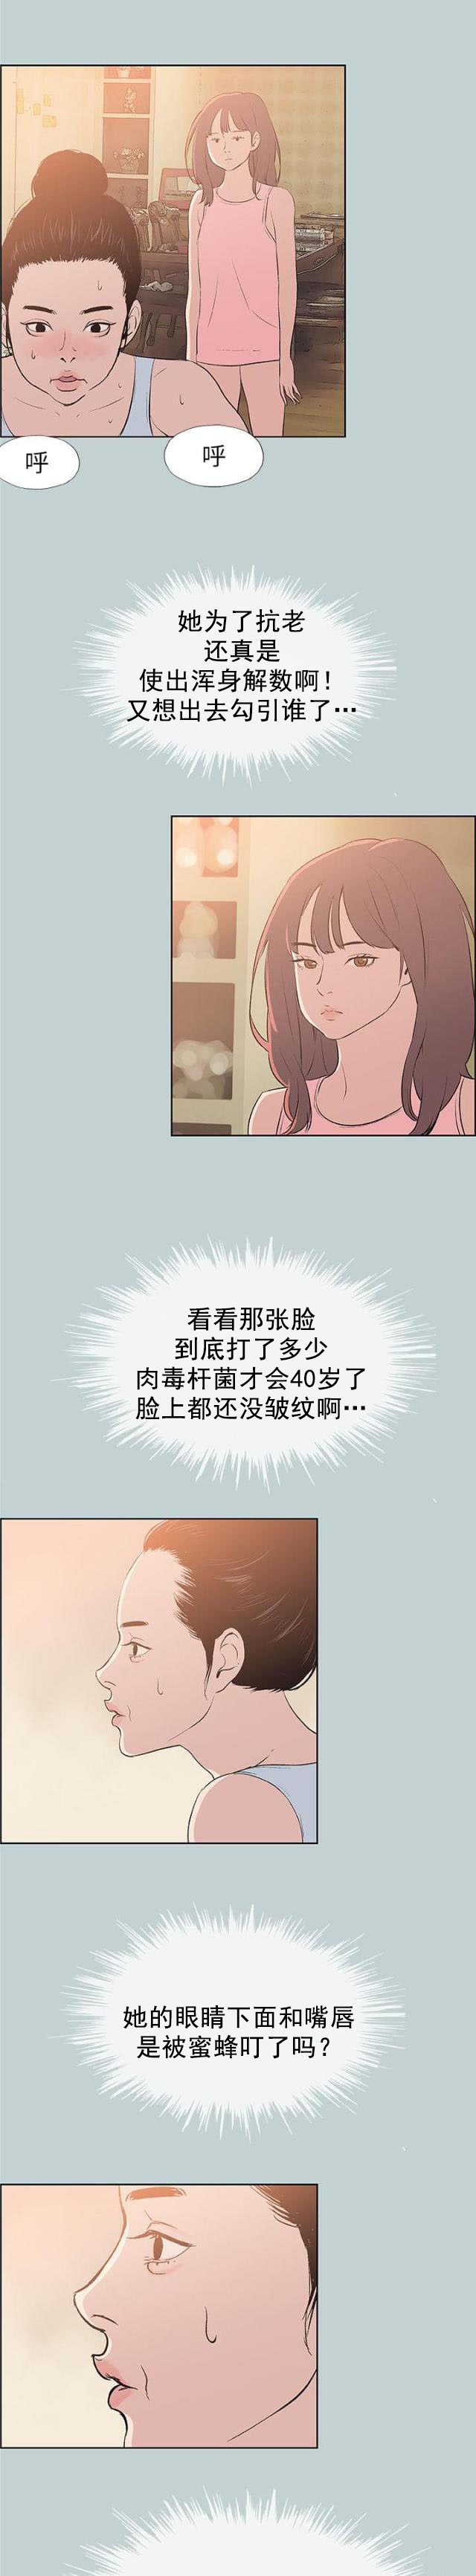 呼
呼
她为了抗老
还真是
使出浑身解数啊!
又想出去勾引谁了…
看看那张脸
到底打了多少
肉毒杆菌才会40岁了
脸上都还没皱纹啊…
她的眼睛下面和嘴唇
是被蜜蜂叮了吗?